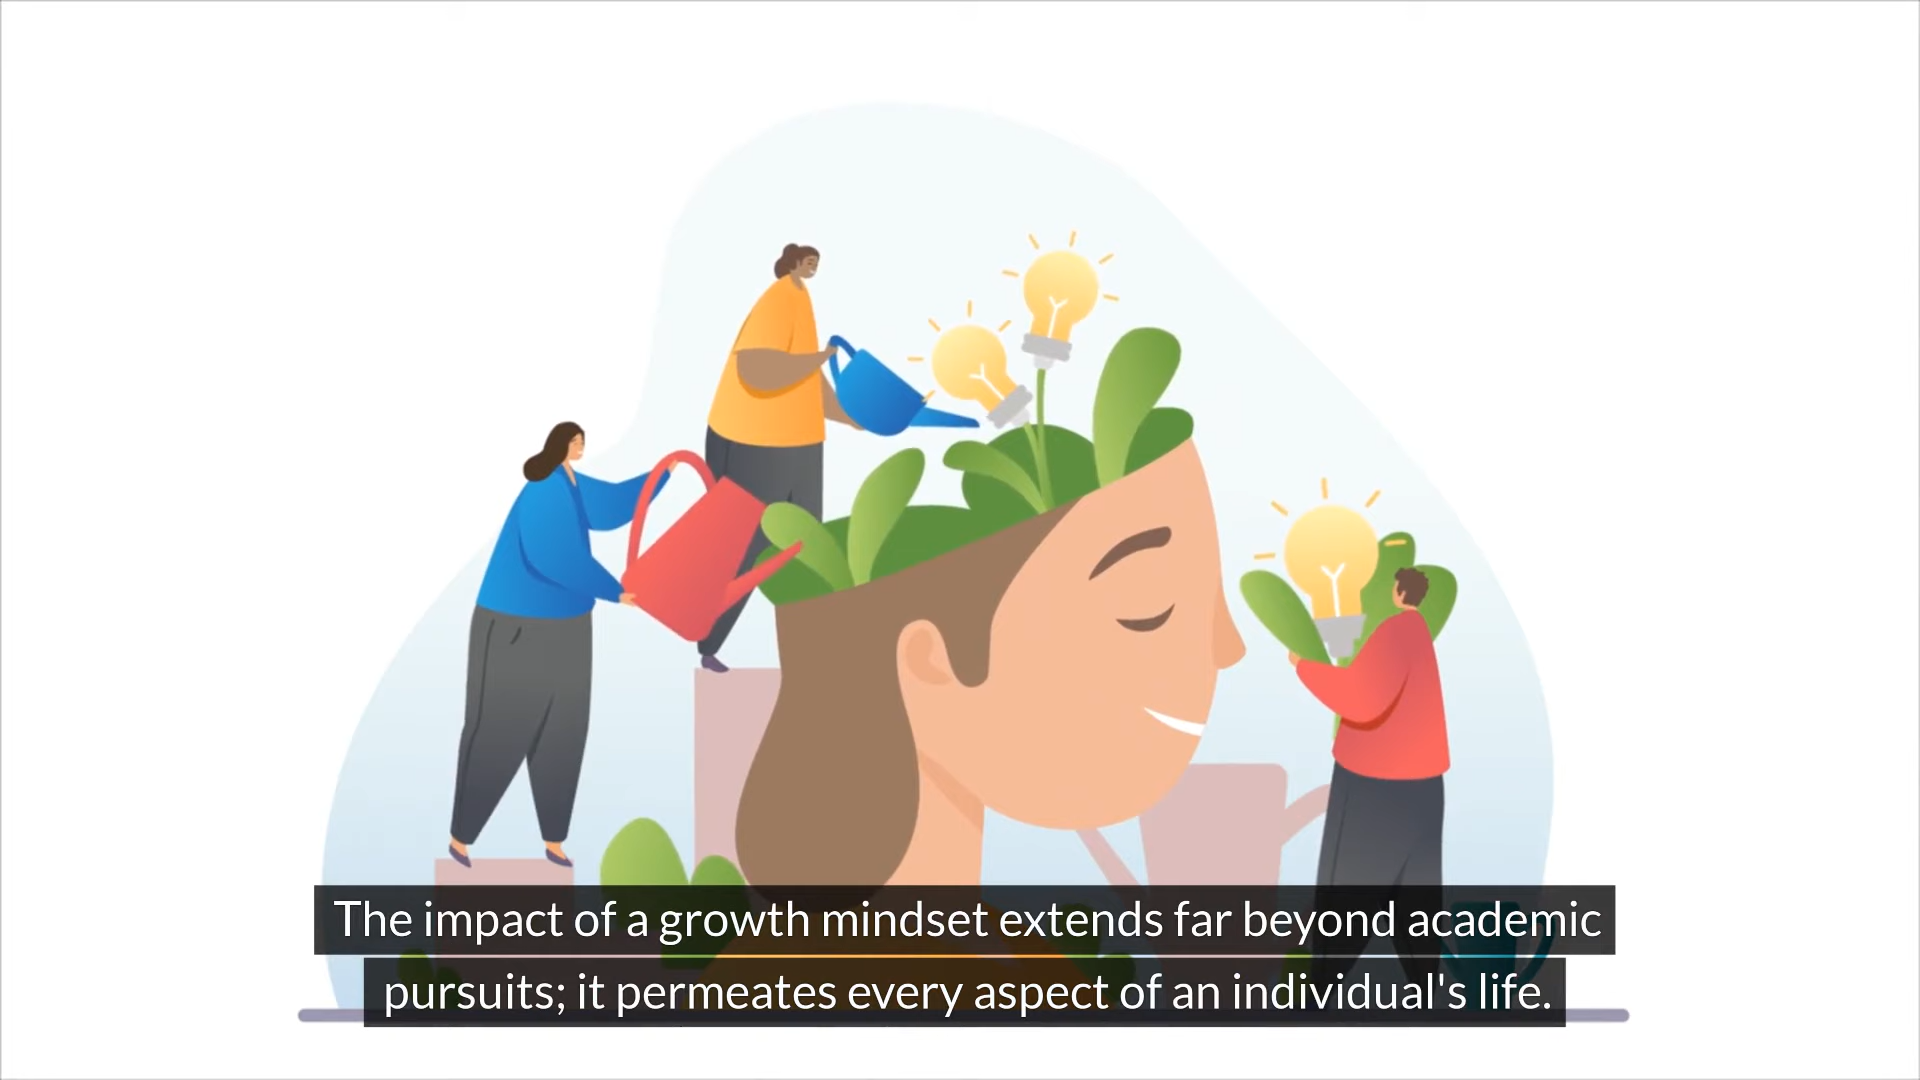 The impact of a growth mindset extends far beyond academic
pursuits; it permeates every aspect of an individual's life.